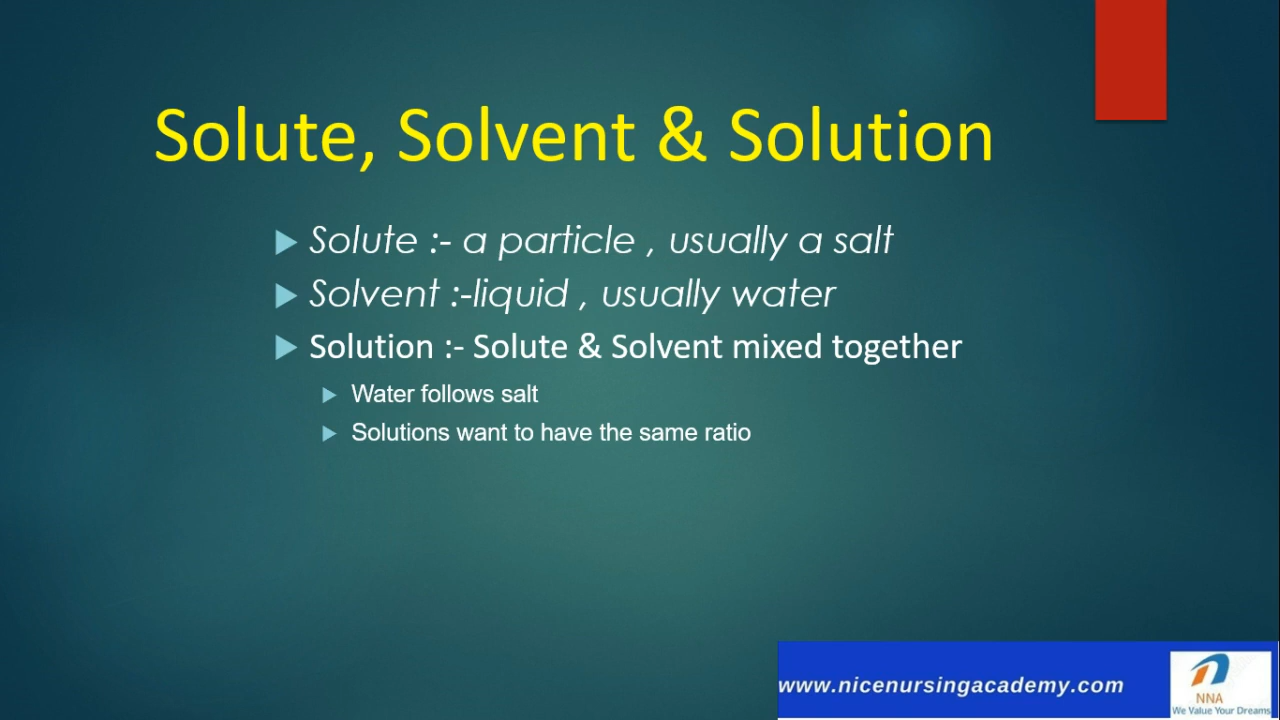 Solute, Solvent & Solution
Solute :- a particle , usually a salt
Solvent :-liquid , usually water
Solution :- Solute & Solvent mixed together
Water follows salt
Solutions want to have the same ratio
www.nicenursingacademy.com
NNA
We Value Your Dreams